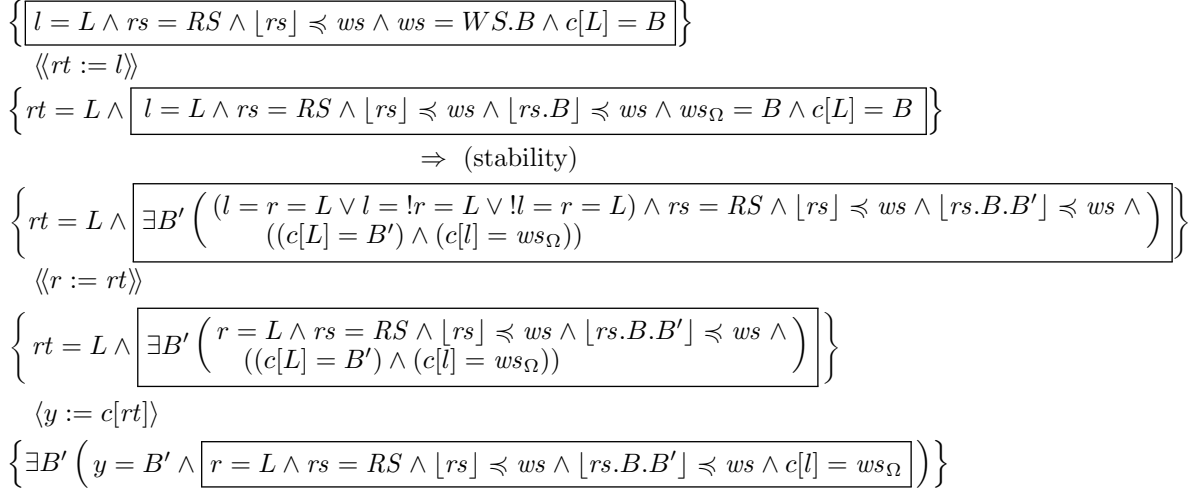 { l = L ∧ rs = RS ∧ ⌊rs⌋ ≼ ws ∧ ws = WS.B ∧ c[L] = B }
⟪rt := l⟫
{ rt = L ∧ l = L ∧ rs = RS ∧ ⌊rs⌋ ≼ ws ∧ ⌊rs.B⌋ ≼ ws ∧ ws_Ω = B ∧ c[L] = B }
⇒ (stability)
{ rt = L ∧ ∃B′ ( (l = r = L ∨ l = !r = L ∨ !l = r = L) ∧ rs = RS ∧ ⌊rs⌋ ≼ ws ∧ ⌊rs.B.B′⌋ ≼ ws ∧
((c[L] = B′) ∧ (c[l] = ws_Ω)) ) }
⟪r := rt⟫
{ rt = L ∧ ∃B′ ( r = L ∧ rs = RS ∧ ⌊rs⌋ ≼ ws ∧ ⌊rs.B.B′⌋ ≼ ws ∧
((c[L] = B′) ∧ (c[l] = ws_Ω)) ) }
⟨y := c[rt]⟩
{ ∃B′ ( y = B′ ∧ r = L ∧ rs = RS ∧ ⌊rs⌋ ≼ ws ∧ ⌊rs.B.B′⌋ ≼ ws ∧ c[l] = ws_Ω ) }